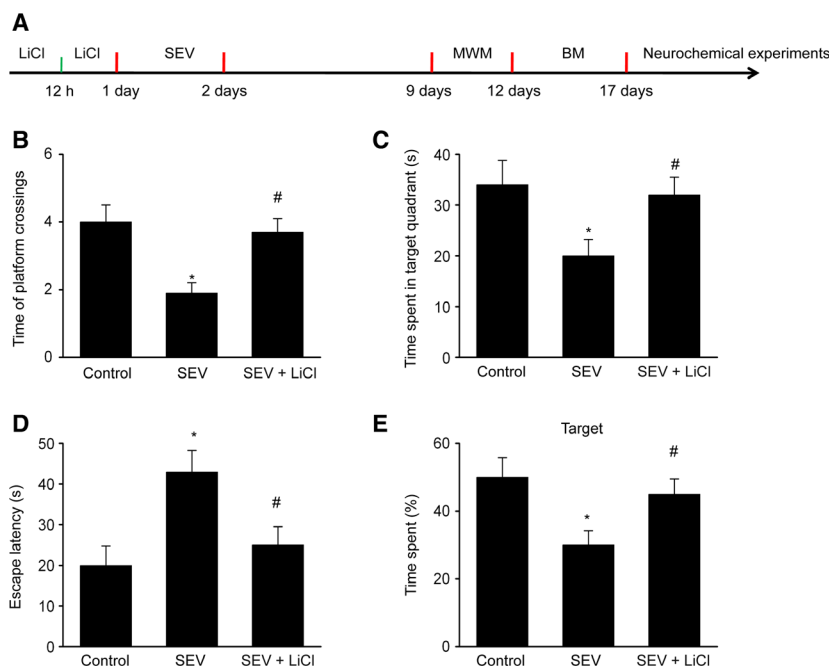 A
LiCl LiCl SEV MWM BM Neurochemical experiments
12 h 1 day 2 days 9 days 12 days 17 days
B
Time of platform crossings
6
4
2
0
*
#
Control SEV SEV + LiCl
C
Time spent in target quadrant (s)
40
30
20
10
0
*
#
Control SEV SEV + LiCl
D
Escape latency (s)
50
40
30
20
10
0
*
#
Control SEV SEV + LiCl
E
Target
Time spent (%)
60
40
20
0
*
#
Control SEV SEV + LiCl